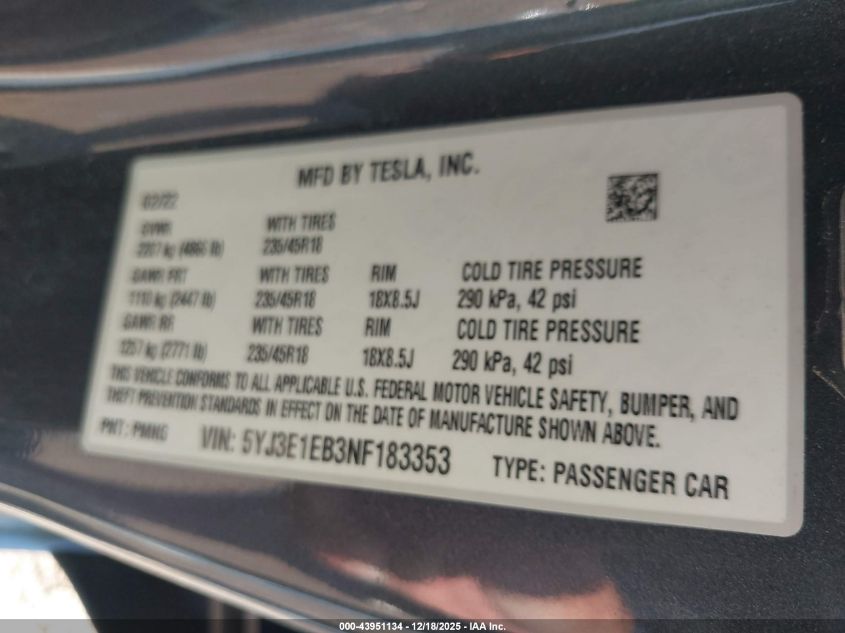 MFD BY TESLA, INC.
02/22
GVWR WITH TIRES
2207 kg (4866 lb) 235/45R18
GAWR FRT WITH TIRES RIM COLD TIRE PRESSURE
1110 kg (2447 lb) 235/45R18 18X8.5J 290 kPa, 42 psi
GAWR RR WITH TIRES RIM COLD TIRE PRESSURE
1257 kg (2771 lb) 235/45R18 18X8.5J 290 kPa, 42 psi
THIS VEHICLE CONFORMS TO ALL APPLICABLE U.S. FEDERAL MOTOR VEHICLE SAFETY, BUMPER, AND
THEFT PREVENTION STANDARDS IN EFFECT ON THE DATE OF MANUFACTURE SHOWN ABOVE.
PNT: PMNG VIN: 5YJ3E1EB3NF183353 TYPE: PASSENGER CAR
000-43951134 - 12/18/2025 - IAA Inc.